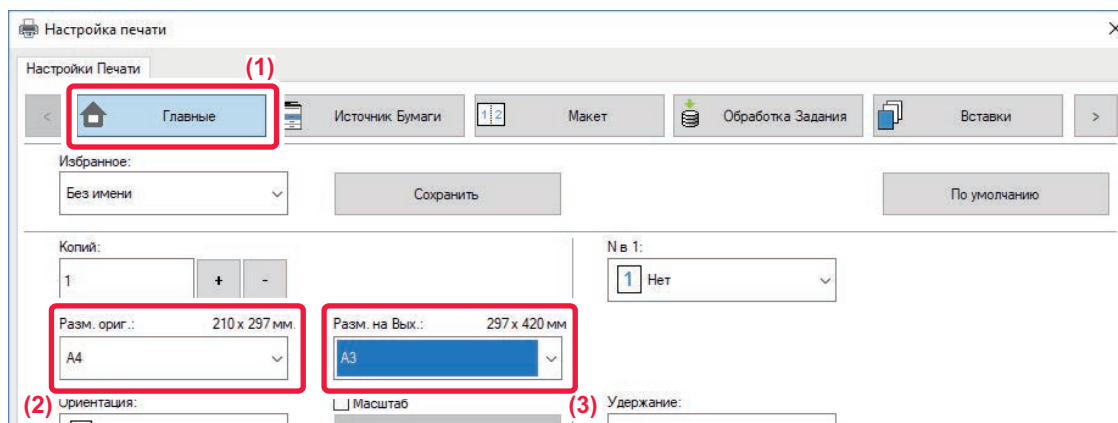 Настройка печати
Настройки Печати
(1)
<
Главные
Источник Бумаги
1 2
Макет
Обработка Задания
Вставки
>
Избранное:
Без имени
Сохранить
По умолчанию
Копий:
N в 1:
1
+
-
1
Нет
Разм. ориг.:
210 x 297 мм.
Разм. на Вых.:
297 x 420 мм
A4
A3
(2)
Ориентация:
Масштаб
(3)
Удержание: